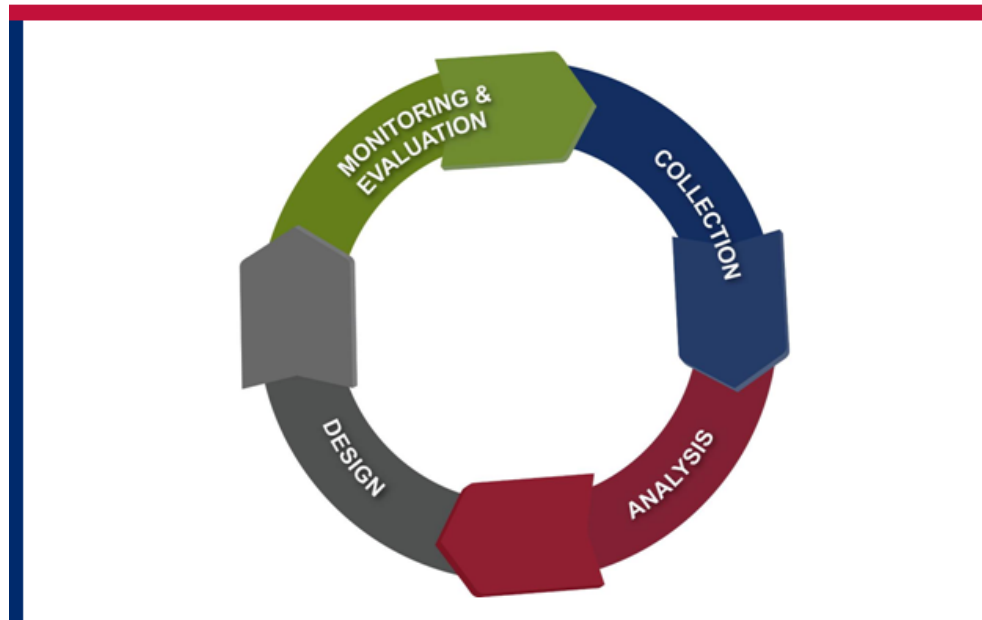 MONITORING &
EVALUATION
COLLECTION
ANALYSIS
DESIGN